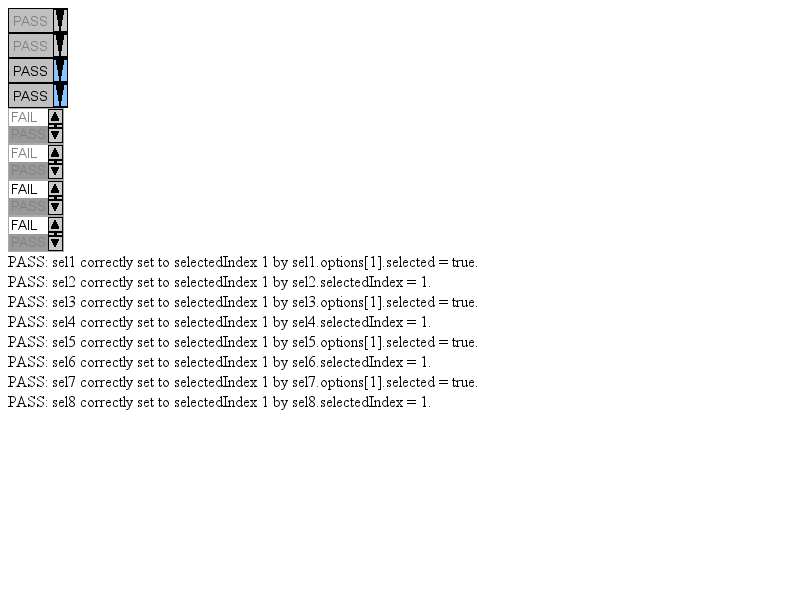 PASS
PASS
PASS
PASS
FAIL
PASS
FAIL
PASS
FAIL
PASS
FAIL
PASS
PASS: sel1 correctly set to selectedIndex 1 by sel1.options[1].selected = true.
PASS: sel2 correctly set to selectedIndex 1 by sel2.selectedIndex = 1.
PASS: sel3 correctly set to selectedIndex 1 by sel3.options[1].selected = true.
PASS: sel4 correctly set to selectedIndex 1 by sel4.selectedIndex = 1.
PASS: sel5 correctly set to selectedIndex 1 by sel5.options[1].selected = true.
PASS: sel6 correctly set to selectedIndex 1 by sel6.selectedIndex = 1.
PASS: sel7 correctly set to selectedIndex 1 by sel7.options[1].selected = true.
PASS: sel8 correctly set to selectedIndex 1 by sel8.selectedIndex = 1.